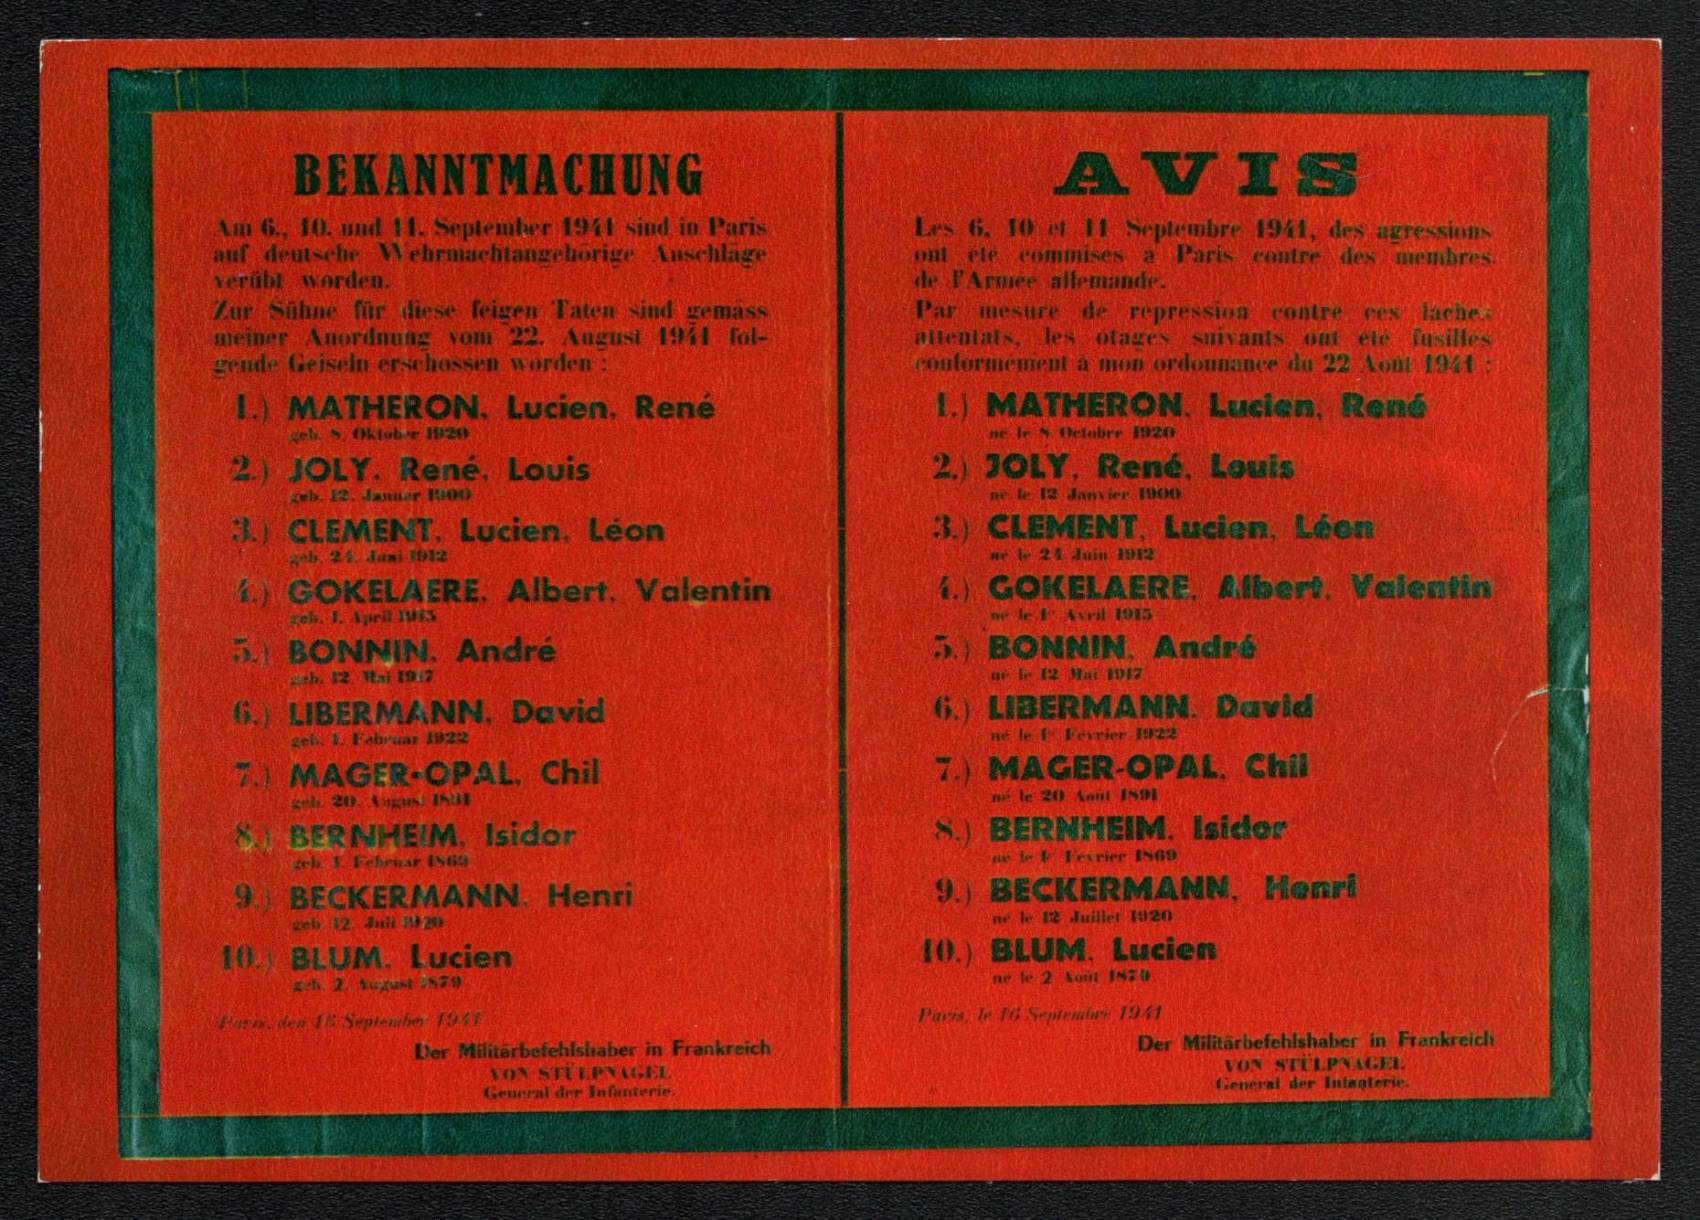 BEKANNTMACHUNG
Am 6., 10. und 11. September 1941 sind in Paris
auf deutsche Wehrmachtangehörige Anschläge
verübt worden.
Zur Sühne für diese feigen Taten sind gemäss
meiner Anordnung vom 22. August 1941 fol-
gende Geiseln erschossen worden :
1.) MATHERON, Lucien, René
geb. 8. Oktober 1920
2.) JOLY, René, Louis
geb. 12. Januar 1900
3.) CLEMENT, Lucien, Léon
geb. 24. Juni 1912
4.) GOKELAERE, Albert, Valentin
geb. 1. April 1915
5.) BONNIN, André
geb. 12. Mai 1917
6.) LIBERMANN, David
geb. 1. Februar 1922
7.) MAGER-OPAL, Chil
geb. 20. August 1891
8.) BERNHEIM, Isidor
geb. 1. Februar 1869
9.) BECKERMANN, Henri
geb. 12. Juli 1920
10.) BLUM, Lucien
geb. 2. August 1879
Paris, den 16 September 1941
Der Militärbefehlshaber in Frankreich
VON STÜLPNAGEL
General der Infanterie.
AVIS
Les 6, 10 et 11 Septembre 1941, des agressions
ont été commises à Paris contre des membres
de l'Armée allemande.
Par mesure de repression contre ces lâches
attentats, les otages suivants ont été fusillés
conformément à mon ordonnance du 22 Août 1941 :
1.) MATHERON, Lucien, René
né le 8 Octobre 1920
2.) JOLY, René, Louis
né le 12 Janvier 1900
3.) CLEMENT, Lucien, Léon
né le 24 Juin 1912
4.) GOKELAERE, Albert, Valentin
né le 1er Avril 1915
5.) BONNIN, André
né le 12 Mai 1917
6.) LIBERMANN, David
né le 1er Février 1922
7.) MAGER-OPAL, Chil
né le 20 Août 1891
8.) BERNHEIM, Isidor
né le 1er Février 1869
9.) BECKERMANN, Henri
né le 12 Juillet 1920
10.) BLUM, Lucien
né le 2 Août 1879
Paris, le 16 Septembre 1941
Der Militärbefehlshaber in Frankreich
VON STÜLPNAGEL
General der Infanterie.